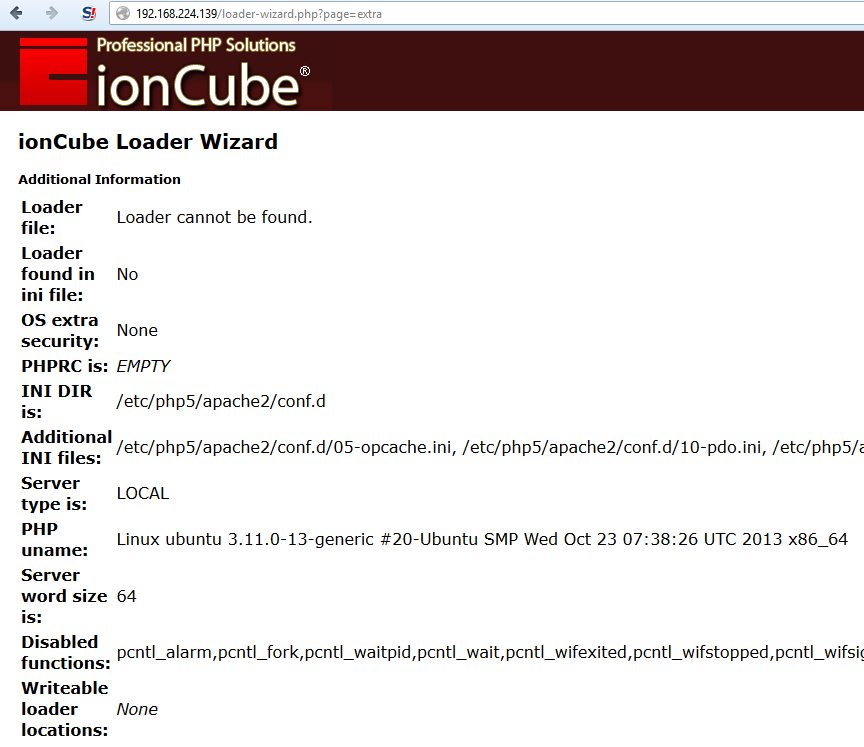 S!
192.168.224.139/loader-wizard.php?page=extra
Professional PHP Solutions
ionCube®
ionCube Loader Wizard
Additional Information
Loader
file:
Loader cannot be found.
Loader
found in
ini file:
No
OS extra
security:
None
PHPRC is: EMPTY
INI DIR
is:
/etc/php5/apache2/conf.d
Additional
INI files:
/etc/php5/apache2/conf.d/05-opcache.ini, /etc/php5/apache2/conf.d/10-pdo.ini, /etc/php5/a
Server
type is:
LOCAL
PHP
uname:
Linux ubuntu 3.11.0-13-generic #20-Ubuntu SMP Wed Oct 23 07:38:26 UTC 2013 x86_64
Server
word size
is:
64
Disabled
functions:
pcntl_alarm,pcntl_fork,pcntl_waitpid,pcntl_wait,pcntl_wifexited,pcntl_wifstopped,pcntl_wifsig
Writeable
loader
locations:
None